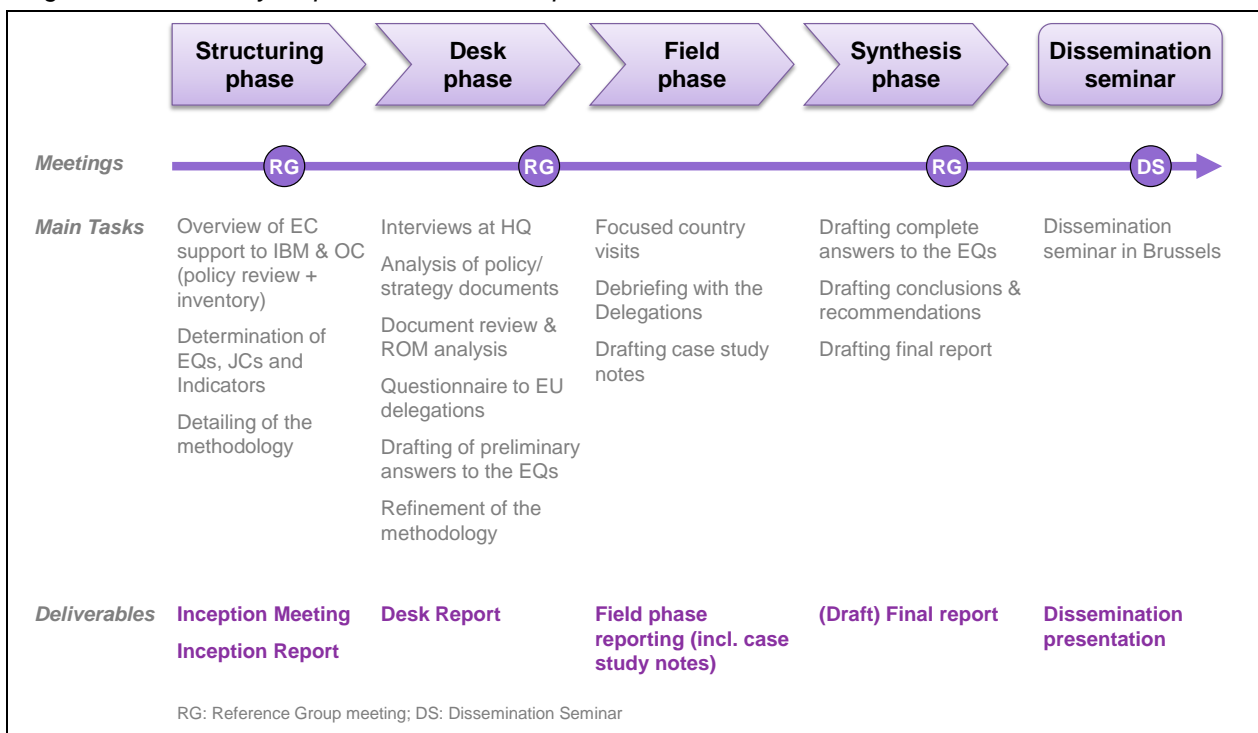 Structuring
phase
Desk
phase
Field
phase
Synthesis
phase
Dissemination
seminar
Meetings
RG
RG
RG
DS
Main Tasks
Overview of EC
support to IBM & OC
(policy review +
inventory)
Determination of
EQs, JCs and
Indicators
Detailing of the
methodology
Interviews at HQ
Analysis of policy/
strategy documents
Document review &
ROM analysis
Questionnaire to EU
delegations
Drafting of preliminary
answers to the EQs
Refinement of the
methodology
Focused country
visits
Debriefing with the
Delegations
Drafting case study
notes
Drafting complete
answers to the EQs
Drafting conclusions &
recommendations
Drafting final report
Dissemination
seminar in Brussels
Deliverables
Inception Meeting
Inception Report
Desk Report
Field phase
reporting (incl. case
study notes)
(Draft) Final report
Dissemination
presentation
RG: Reference Group meeting; DS: Dissemination Seminar